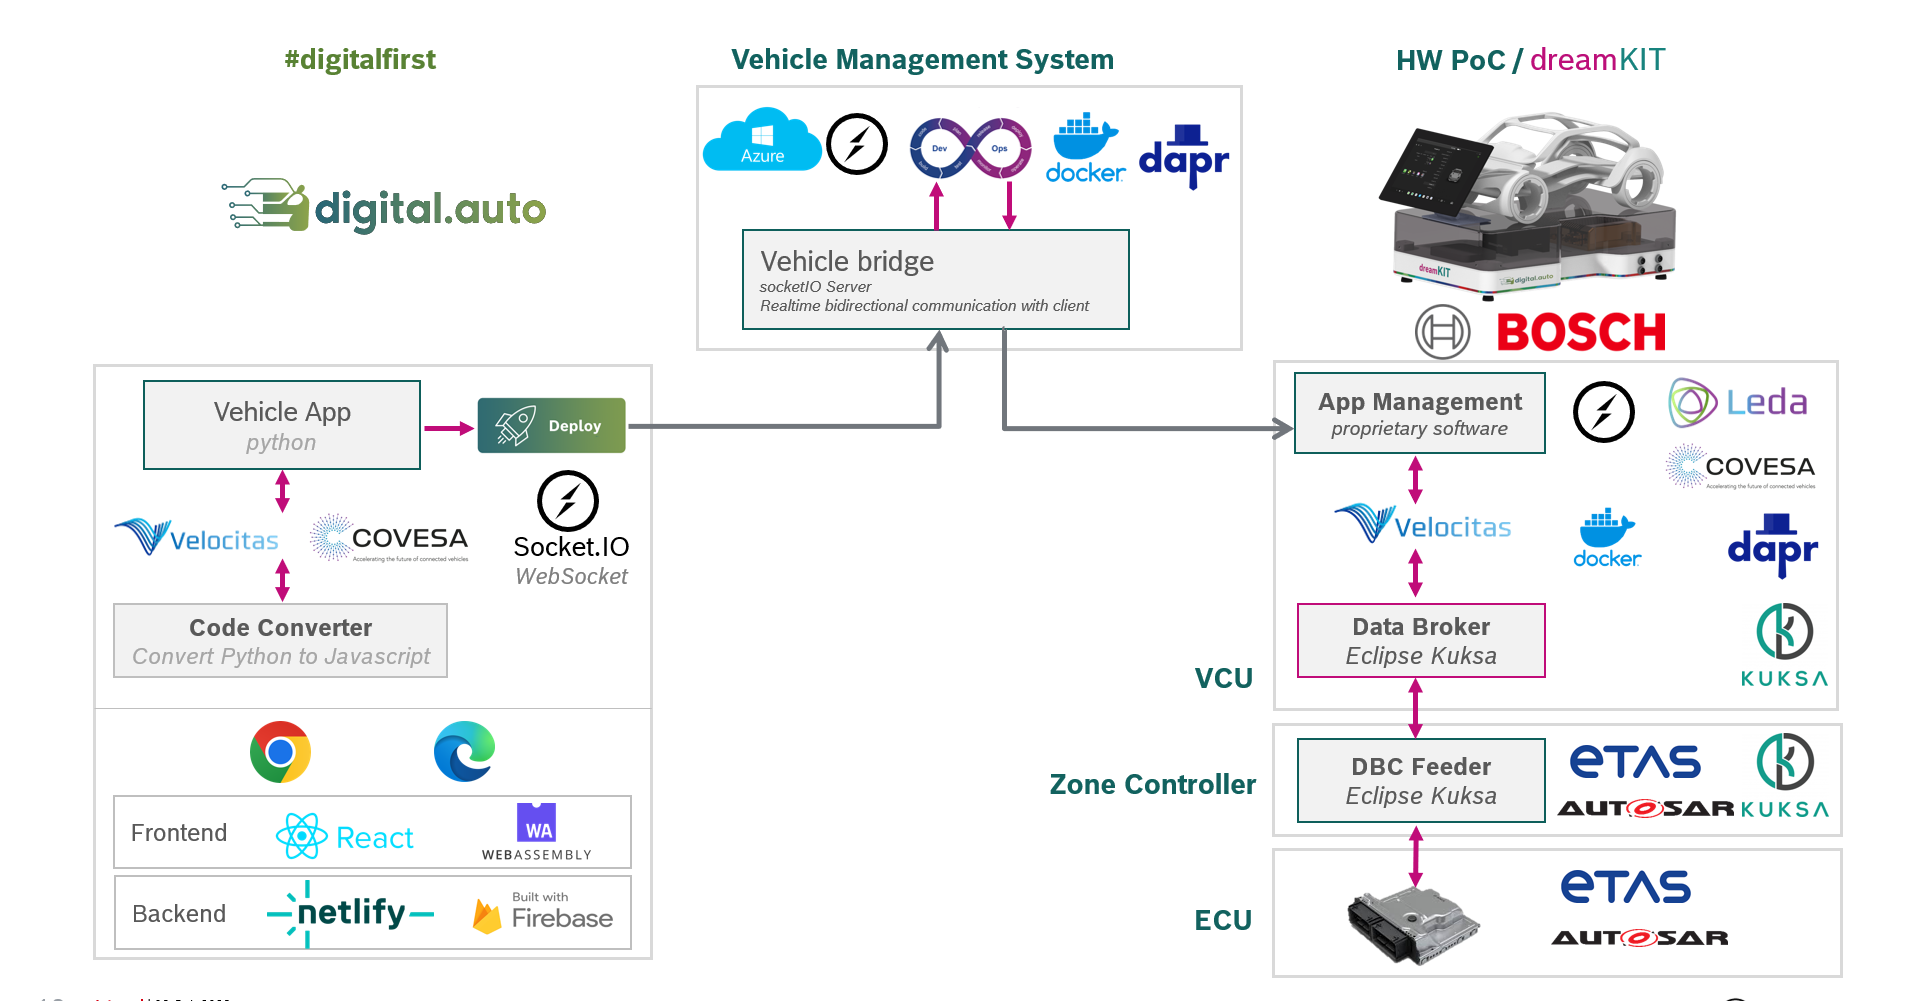 #digitalfirst
Vehicle Management System
HW PoC / dreamKIT
digital.auto
Azure
Dev
Ops
docker
dapr
Vehicle bridge
socketIO Server
Realtime bidirectional communication with client
dreamKIT
digital.auto
BOSCH
Vehicle App
python
Deploy
Velocitas
COVESA
Accelerating the future of connected vehicles
Socket.IO
WebSocket
Code Converter
Convert Python to Javascript
Frontend
React
WA
WEBASSEMBLY
Backend
netlify
Built with
Firebase
App Management
proprietary software
Leda
COVESA
Accelerating the future of connected vehicles
Velocitas
docker
dapr
Data Broker
Eclipse Kuksa
KUKSA
VCU
Zone Controller
DBC Feeder
Eclipse Kuksa
ETAS
AUTOSAR
KUKSA
ECU
ETAS
AUTOSAR